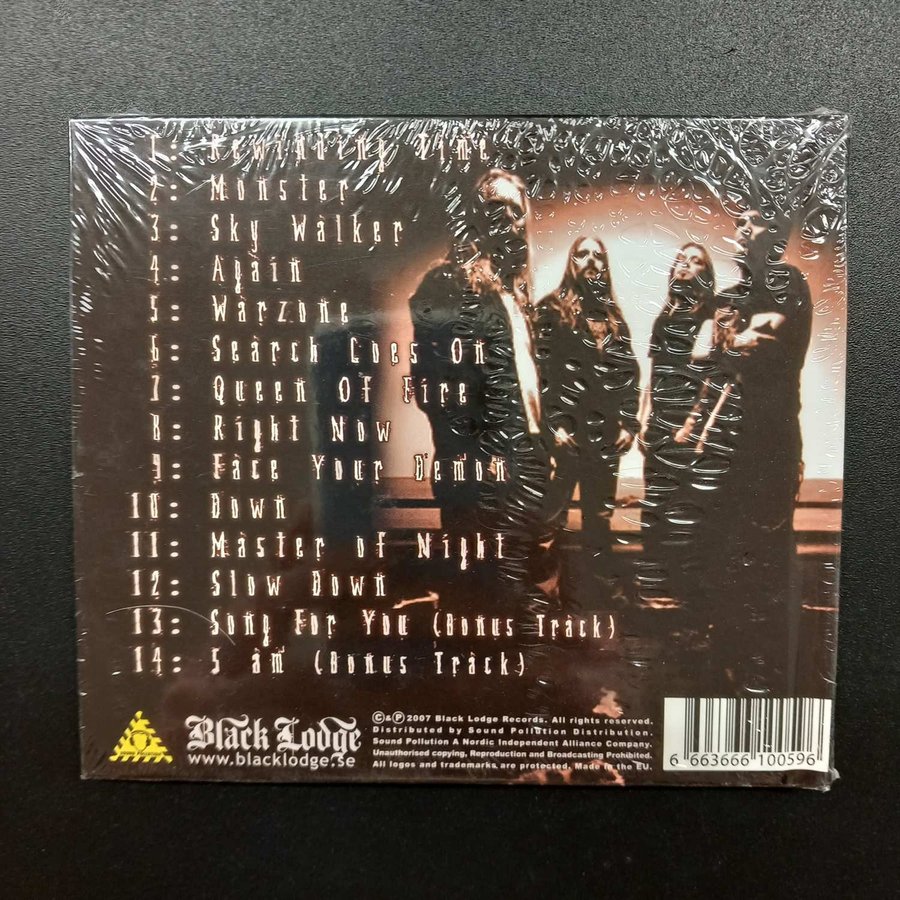 1: Rewinding Time
2: Monster
3: Sky Walker
4: Again
5: Warzone
6: Search Goes On
7: Queen Of Fire
8: Right Now
9: Face Your Demon
10: Down
11: Master of Night
12: Slow Down
13: Song For You (Bonus Track)
14: 5 am (Bonus Track)
Black Lodge
www.blacklodge.se
©&℗ 2007 Black Lodge Records. All rights reserved.
Distributed by Sound Pollution Distribution.
Sound Pollution A Nordic Independent Alliance Company.
Unauthorised copying, Reproduction and Broadcasting Prohibited.
All logos and trademarks are protected. Made in the EU.
6 663666 100596